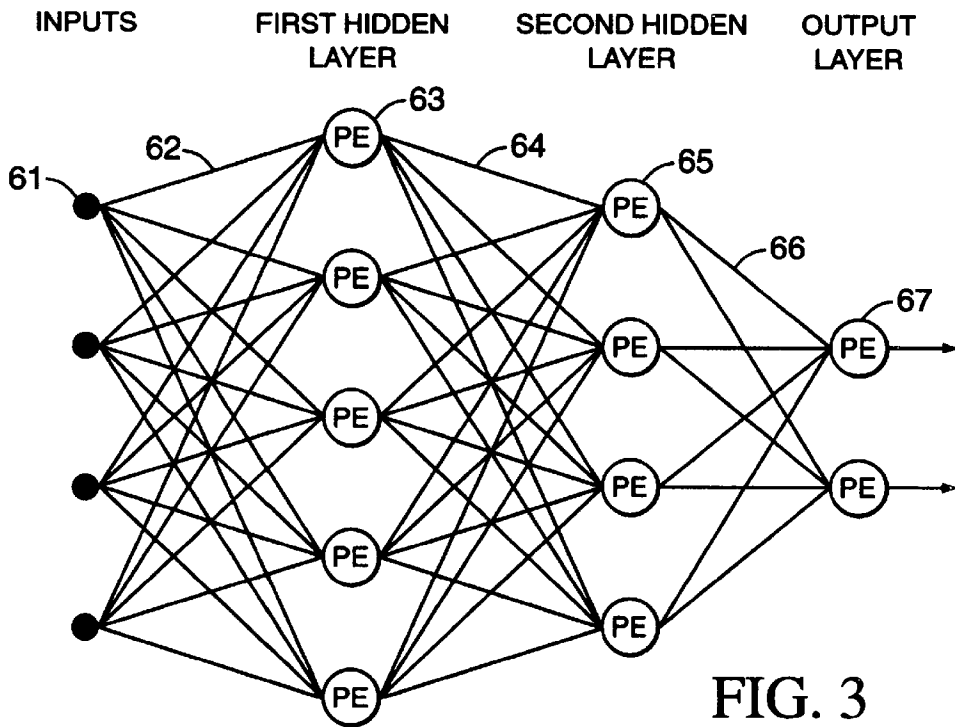 INPUTS
FIRST HIDDEN
LAYER
SECOND HIDDEN
LAYER
OUTPUT
LAYER
61
62
63
64
65
66
67
PE
PE
PE
PE
PE
PE
PE
PE
PE
PE
PE
FIG. 3